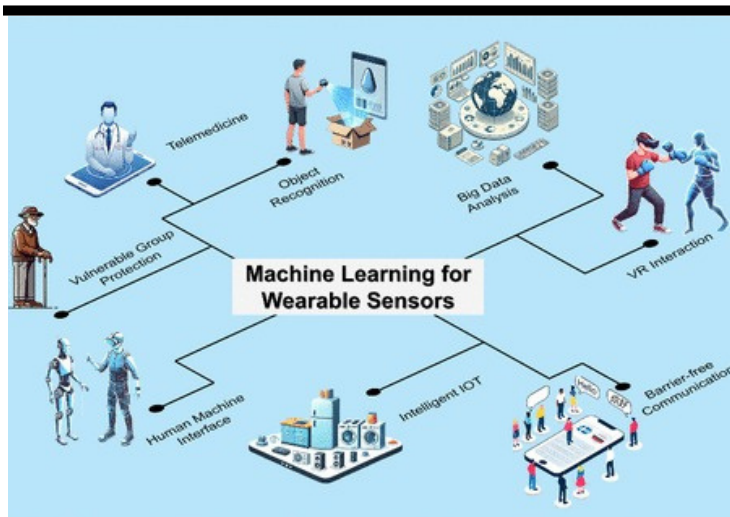 Telemedicine
Object
Recognition
Big Data
Analysis
VR Interaction
Vulnerable Group
Protection
Machine Learning for
Wearable Sensors
Human Machine
Interface
Intelligent IOT
Barrier-free
Communication
Hello